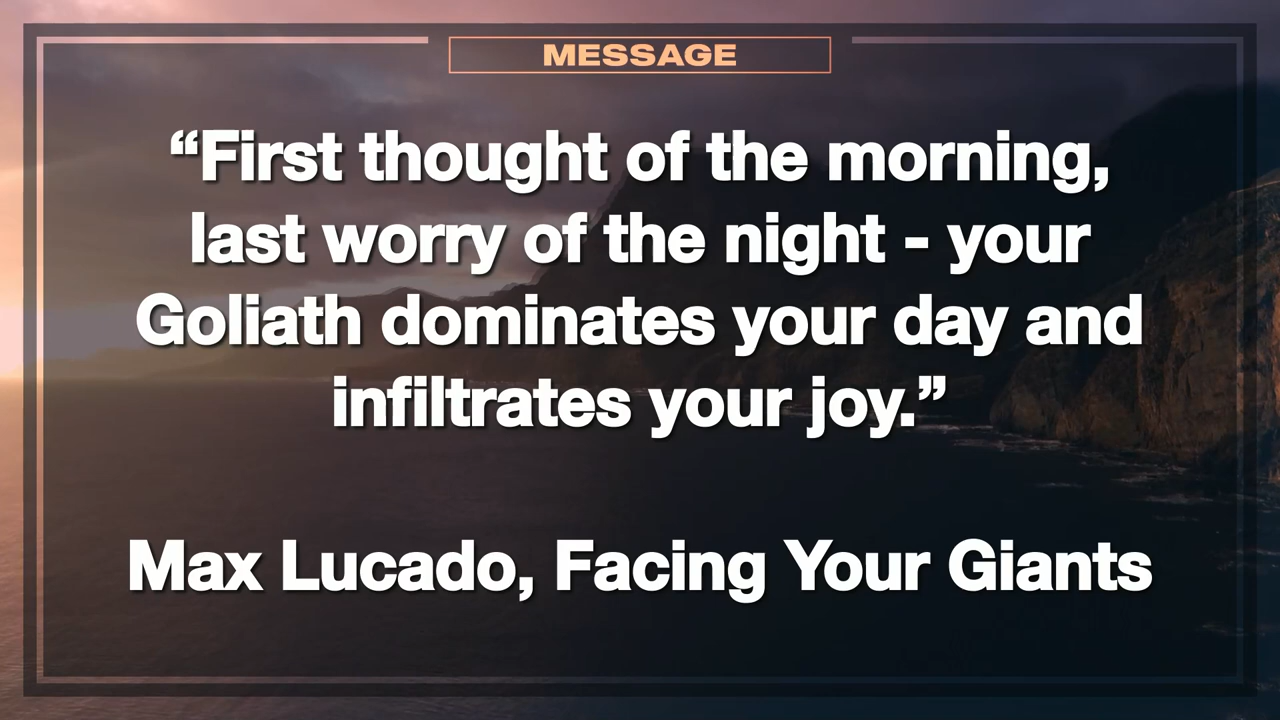 MESSAGE
“First thought of the morning,
last worry of the night - your
Goliath dominates your day and
infiltrates your joy.”
Max Lucado, Facing Your Giants